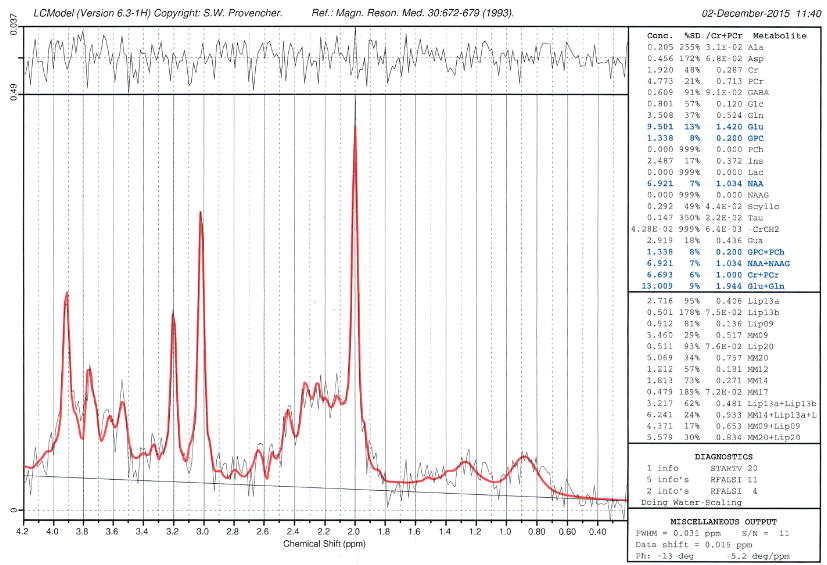 LCModel (Version 6.3-1H) Copyright: S.W. Provencher. Ref.: Magn. Reson. Med. 30:672-679 (1993). 02-December-2015 11:40
0.037
0.49
0
4.2 4.0 3.8 3.6 3.4 3.2 3.0 2.8 2.6 2.4 2.2 2.0 1.8 1.6 1.4 1.2 1.0 0.80 0.60 0.40
Chemical Shift (ppm)
Conc. %SD /Cr+PCr Metabolite
0.205 255% 3.1E-02 Ala
0.456 172% 6.8E-02 Asp
1.920 48% 0.287 Cr
4.773 21% 0.713 PCr
0.609 91% 9.1E-02 GABA
0.801 57% 0.120 Glc
3.508 37% 0.524 Gln
9.501 13% 1.420 Glu
1.338 8% 0.200 GPC
0.000 999% 0.000 PCh
2.487 17% 0.372 Ins
0.000 999% 0.000 Lac
6.921 7% 1.034 NAA
0.000 999% 0.000 NAAG
0.292 49% 4.4E-02 Scyllo
0.147 350% 2.2E-02 Tau
4.28E-02 999% 6.4E-03 -CrCH2
2.919 18% 0.436 Gua
1.338 8% 0.200 GPC+PCh
6.921 7% 1.034 NAA+NAAG
6.693 6% 1.000 Cr+PCr
13.009 9% 1.944 Glu+Gln
2.716 95% 0.406 Lip13a
0.501 178% 7.5E-02 Lip13b
0.912 81% 0.136 Lip09
3.460 29% 0.517 MM09
0.511 93% 7.6E-02 Lip20
5.069 34% 0.757 MM20
1.212 57% 0.181 MM12
1.813 73% 0.271 MM14
0.479 189% 7.2E-02 MM17
3.217 62% 0.481 Lip13a+Lip13b
6.241 24% 0.933 MM14+Lip13a+L
4.371 17% 0.653 MM09+Lip09
5.579 30% 0.834 MM20+Lip20
DIAGNOSTICS
1 info STARTV 20
5 info's RFALSI 11
2 info's RFALSI 4
Doing Water-Scaling
MISCELLANEOUS OUTPUT
FWHM = 0.031 ppm S/N = 11
Data shift = 0.015 ppm
Ph: -13 deg -5.2 deg/ppm